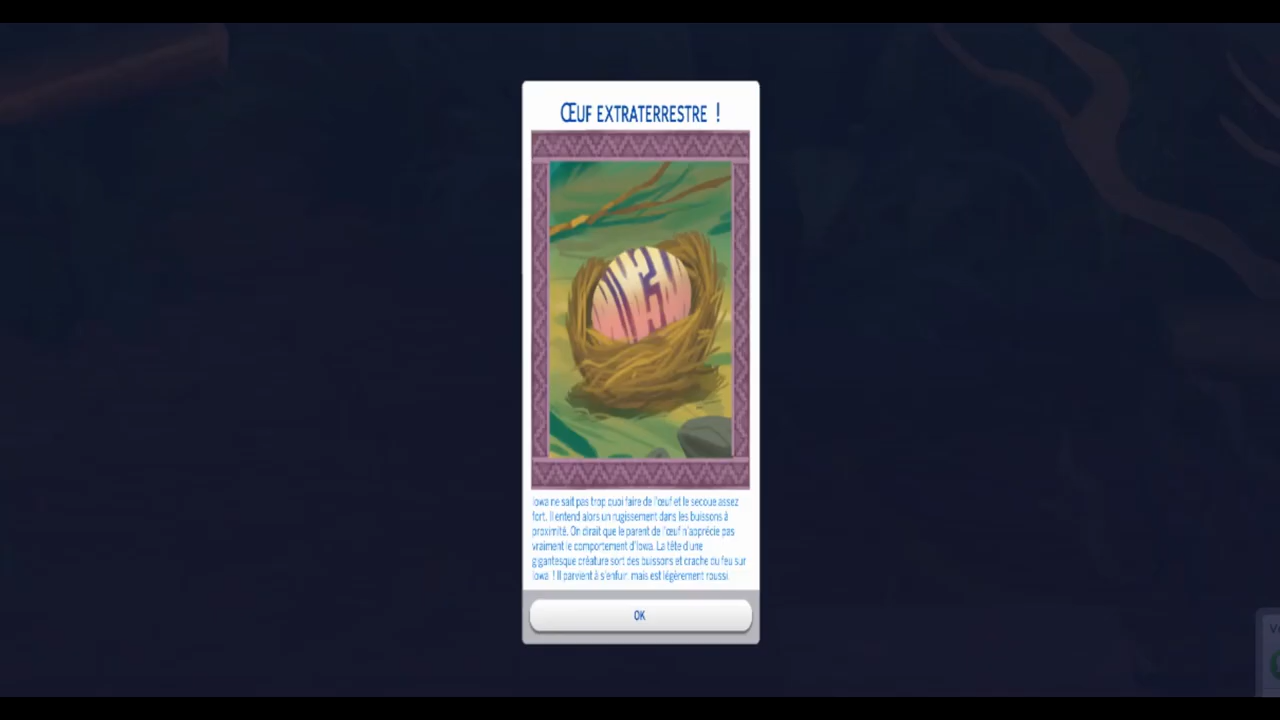 ŒUF EXTRATERRESTRE !
Iowa ne sait pas trop quoi faire de l'œuf et le secoue assez
fort. Il entend alors un rugissement dans les buissons à
proximité. On dirait que le parent de l'œuf n'apprécie pas
vraiment le comportement d'Iowa. La tête d'une
gigantesque créature sort des buissons et crache du feu sur
Iowa ! Il parvient à s'enfuir, mais est légèrement roussi.
OK